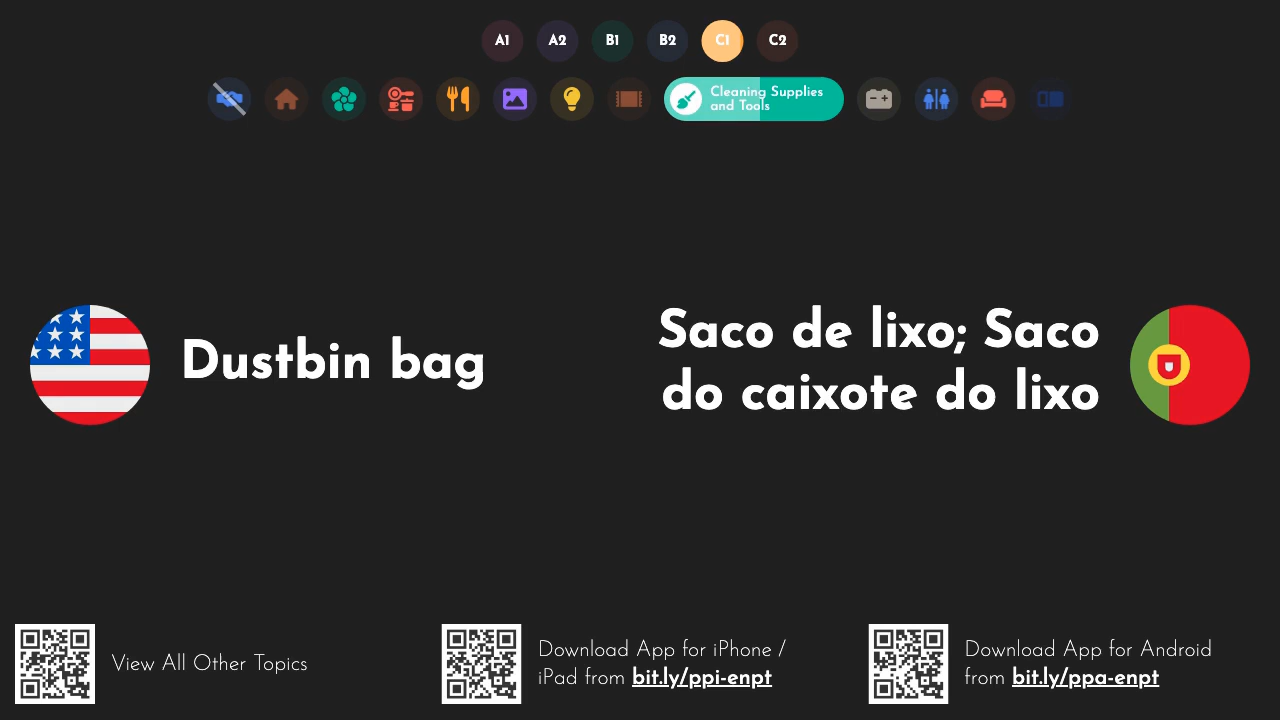 A1 A2 B1 B2 C1 C2
Cleaning Supplies
and Tools
Dustbin bag
Saco de lixo; Saco
do caixote do lixo
View All Other Topics
Download App for iPhone /
iPad from bit.ly/ppi-enpt
Download App for Android
from bit.ly/ppa-enpt